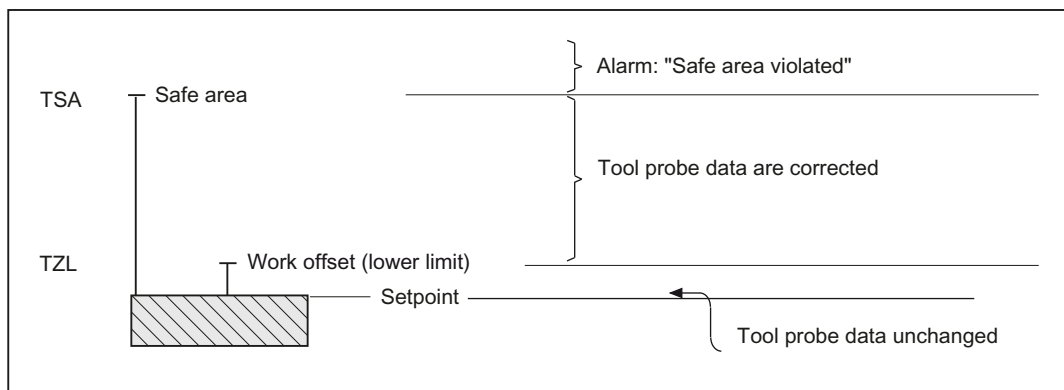 Alarm: "Safe area violated"
TSA
Safe area
Tool probe data are corrected
TZL
Work offset (lower limit)
Setpoint
Tool probe data unchanged